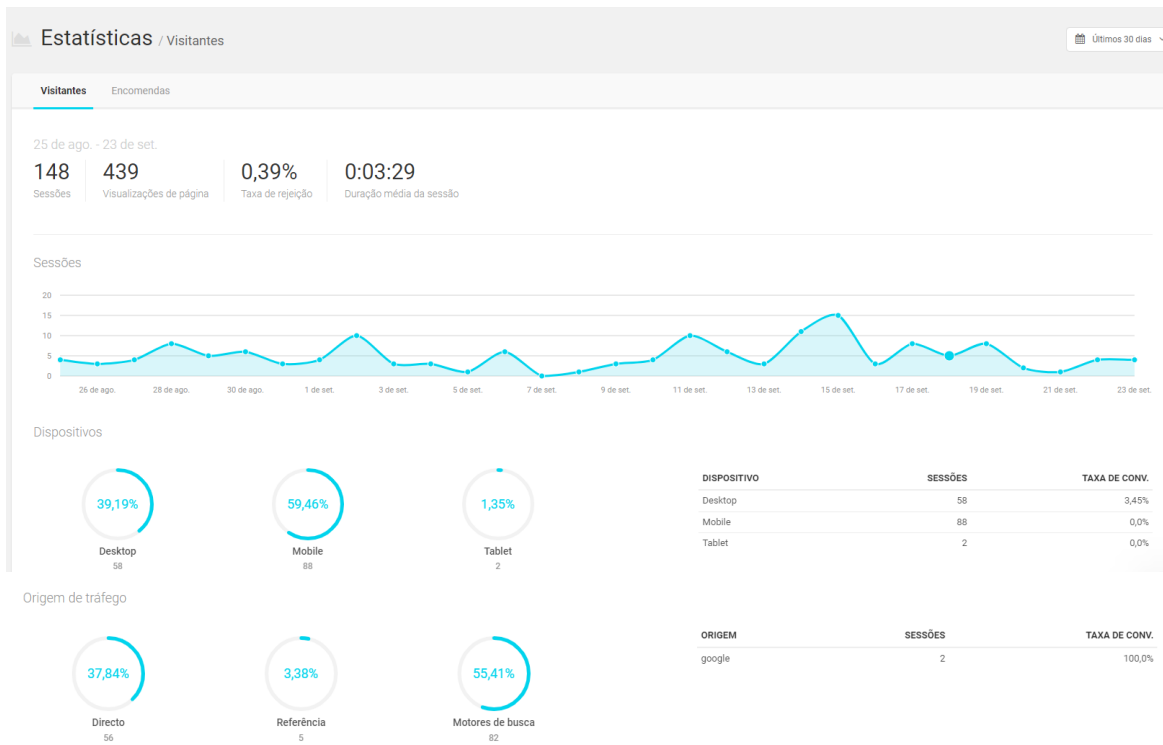 Estatísticas / Visitantes
Últimos 30 dias
Visitantes Encomendas
25 de ago. - 23 de set.
148 439 0,39% 0:03:29
Sessões Visualizações de página Taxa de rejeição Duração média da sessão
Sessões
20
15
10
5
0
26 de ago. 28 de ago. 30 de ago. 1 de set. 3 de set. 5 de set. 7 de set. 9 de set. 11 de set. 13 de set. 15 de set. 17 de set. 19 de set. 21 de set. 23 de set.
Dispositivos
39,19% 59,46% 1,35%
Desktop Mobile Tablet
58 88 2
DISPOSITIVO SESSÕES TAXA DE CONV.
Desktop 58 3,45%
Mobile 88 0,0%
Tablet 2 0,0%
Origem de tráfego
37,84% 3,38% 55,41%
Directo Referência Motores de busca
56 5 82
ORIGEM SESSÕES TAXA DE CONV.
google 2 100,0%